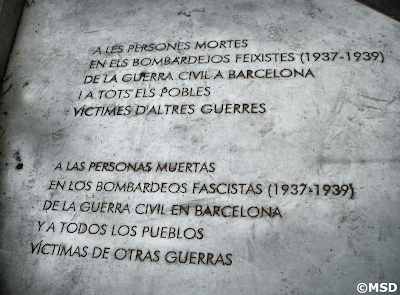 A LES PERSONES MORTES
EN ELS BOMBARDEJOS FEIXISTES (1937-1939)
DE LA GUERRA CIVIL A BARCELONA
I A TOTS ELS POBLES
VÍCTIMES D'ALTRES GUERRES
A LAS PERSONAS MUERTAS
EN LOS BOMBARDEOS FASCISTAS (1937-1939)
DE LA GUERRA CIVIL EN BARCELONA
Y A TODOS LOS PUEBLOS
VÍCTIMAS DE OTRAS GUERRAS
©MSD